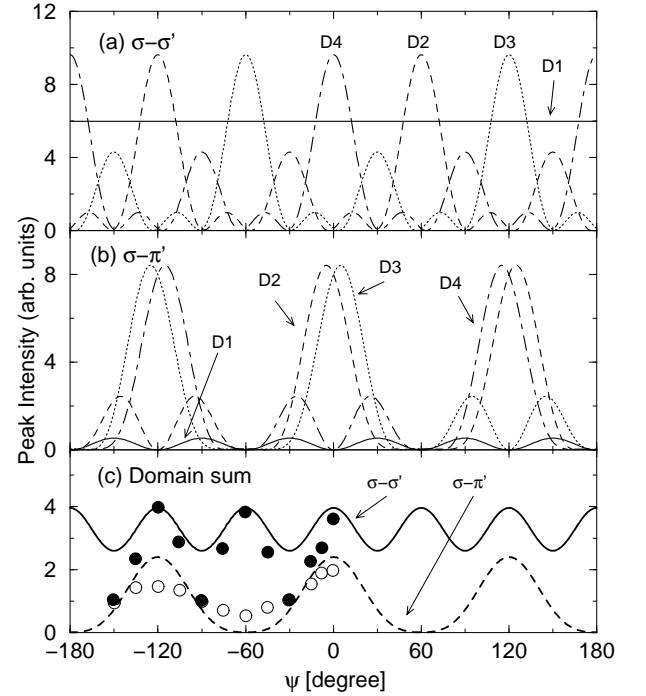 12
(a) σ−σ’
D4
D2
D3
D1
8
4
0
Peak Intensity (arb. units)
(b) σ−π’
8
D2
D3
D4
D1
4
0
(c) Domain sum
σ−σ’
σ−π’
4
2
0
−180
−120
−60
0
60
120
180
ψ [degree]